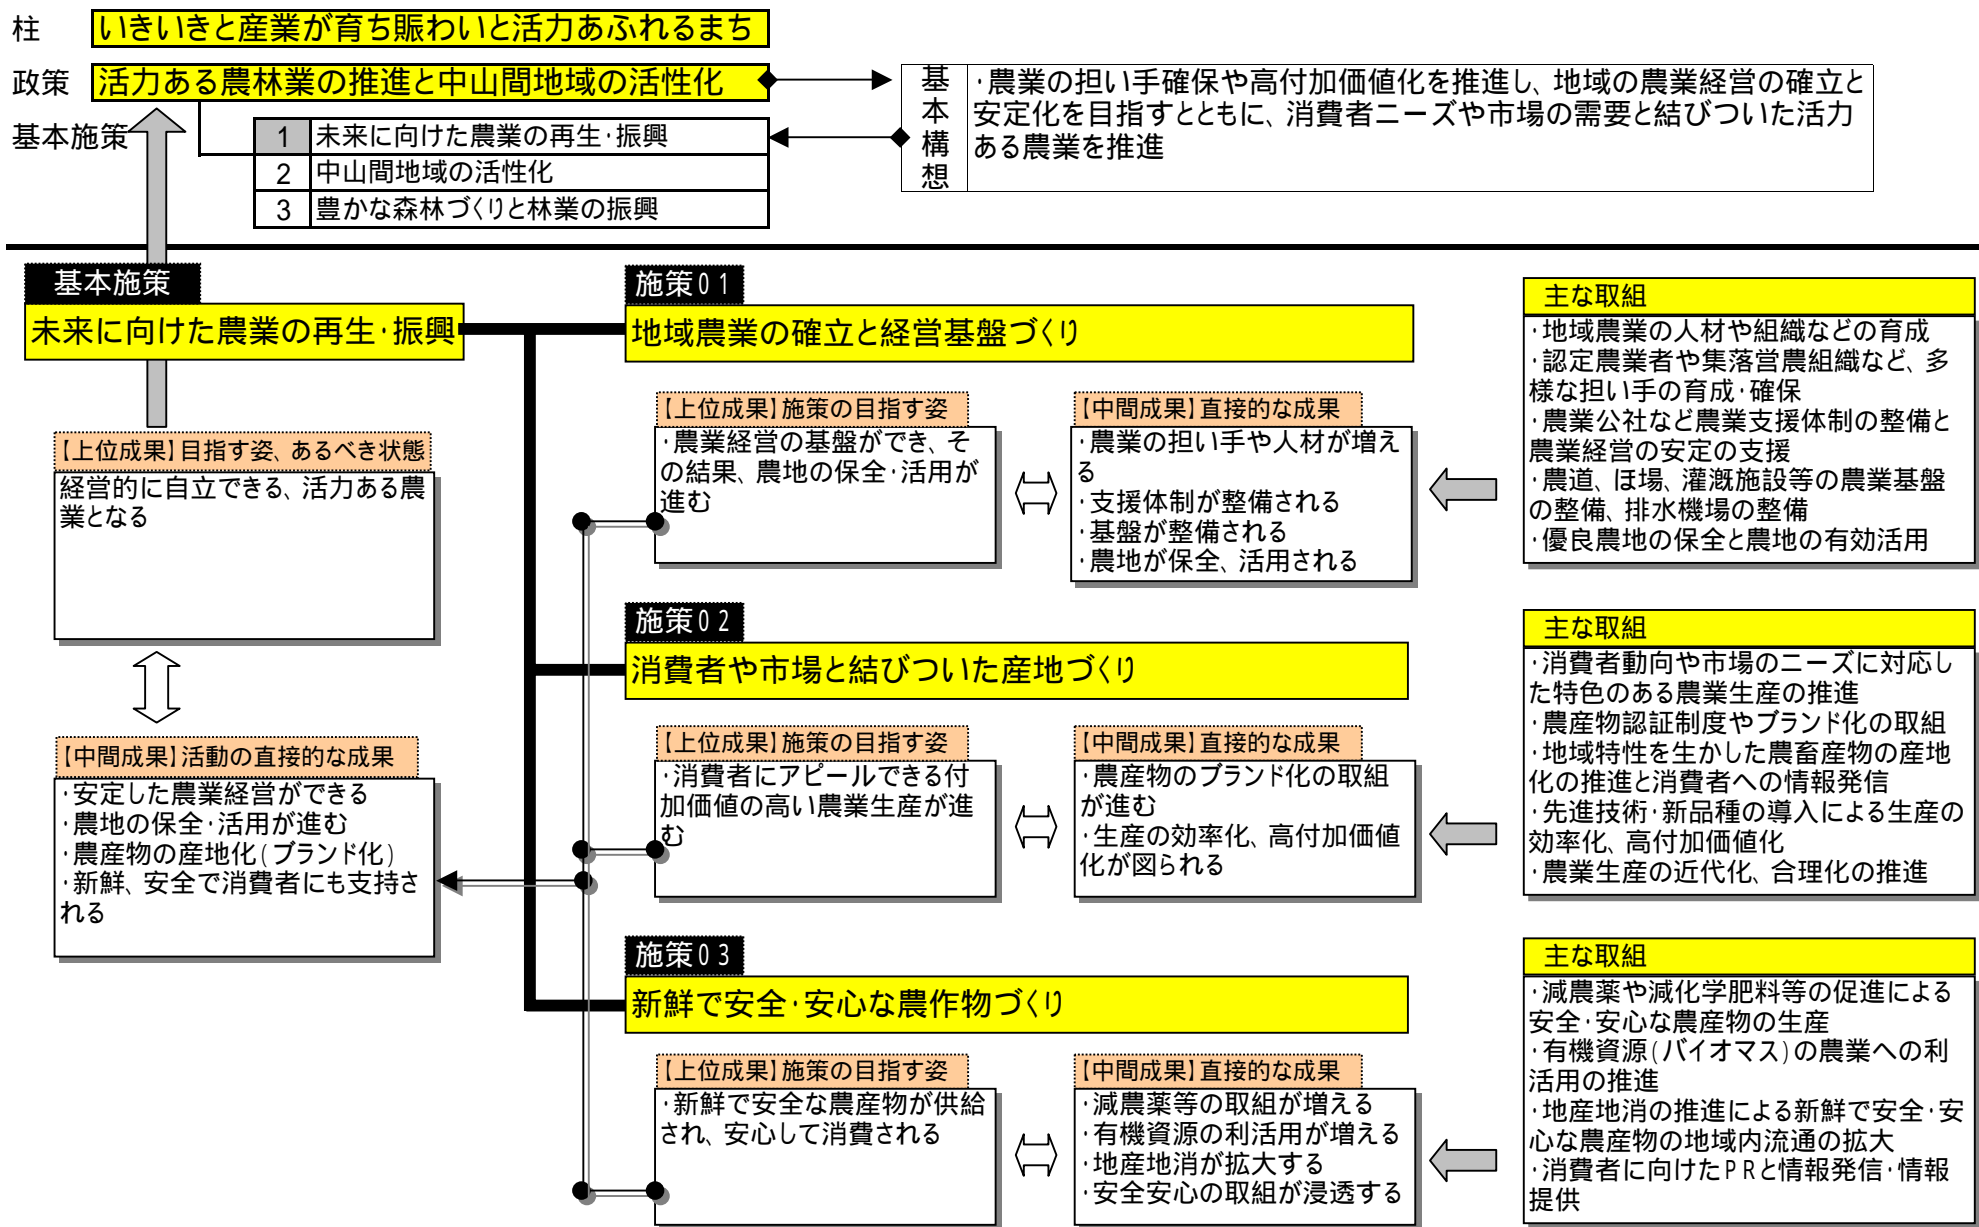 柱
いきいきと産業が育ち賑わいと活力あふれるまち
政策
活力ある農林業の推進と中山間地域の活性化
基本構想
・農業の担い手確保や高付加価値化を推進し、地域の農業経営の確立と
安定化を目指すとともに、消費者ニーズや市場の需要と結びついた活力
ある農業を推進
基本施策
1 未来に向けた農業の再生・振興
2 中山間地域の活性化
3 豊かな森林づくりと林業の振興
基本施策
未来に向けた農業の再生・振興
【上位成果】目指す姿、あるべき状態
経営的に自立できる、活力ある農
業となる
【中間成果】活動の直接的な成果
・安定した農業経営ができる
・農地の保全・活用が進む
・農産物の産地化(ブランド化)
・新鮮、安全で消費者にも支持さ
れる
施策01
地域農業の確立と経営基盤づくり
【上位成果】施策の目指す姿
・農業経営の基盤ができ、そ
の結果、農地の保全・活用が
進む
【中間成果】直接的な成果
・農業の担い手や人材が増え
る
・支援体制が整備される
・基盤が整備される
・農地が保全、活用される
主な取組
・地域農業の人材や組織などの育成
・認定農業者や集落営農組織など、多
様な担い手の育成・確保
・農業公社など農業支援体制の整備と
農業経営の安定の支援
・農道、ほ場、灌漑施設等の農業基盤
の整備、排水機場の整備
・優良農地の保全と農地の有効活用
施策02
消費者や市場と結びついた産地づくり
【上位成果】施策の目指す姿
・消費者にアピールできる付
加価値の高い農業生産が進
む
【中間成果】直接的な成果
・農産物のブランド化の取組
が進む
・生産の効率化、高付加価値
化が図られる
主な取組
・消費者動向や市場のニーズに対応し
た特色のある農業生産の推進
・農産物認証制度やブランド化の取組
・地域特性を生かした農畜産物の産地
化の推進と消費者への情報発信
・先進技術・新品種の導入による生産の
効率化、高付加価値化
・農業生産の近代化、合理化の推進
施策03
新鮮で安全・安心な農作物づくり
【上位成果】施策の目指す姿
・新鮮で安全な農産物が供給
され、安心して消費される
【中間成果】直接的な成果
・減農薬等の取組が増える
・有機資源の利活用が増える
・地産地消が拡大する
・安全安心の取組が浸透する
主な取組
・減農薬や減化学肥料等の促進による
安全・安心な農産物の生産
・有機資源(バイオマス)の農業への利
活用の推進
・地産地消の推進による新鮮で安全・安
心な農産物の地域内流通の拡大
・消費者に向けたPRと情報発信・情報
提供